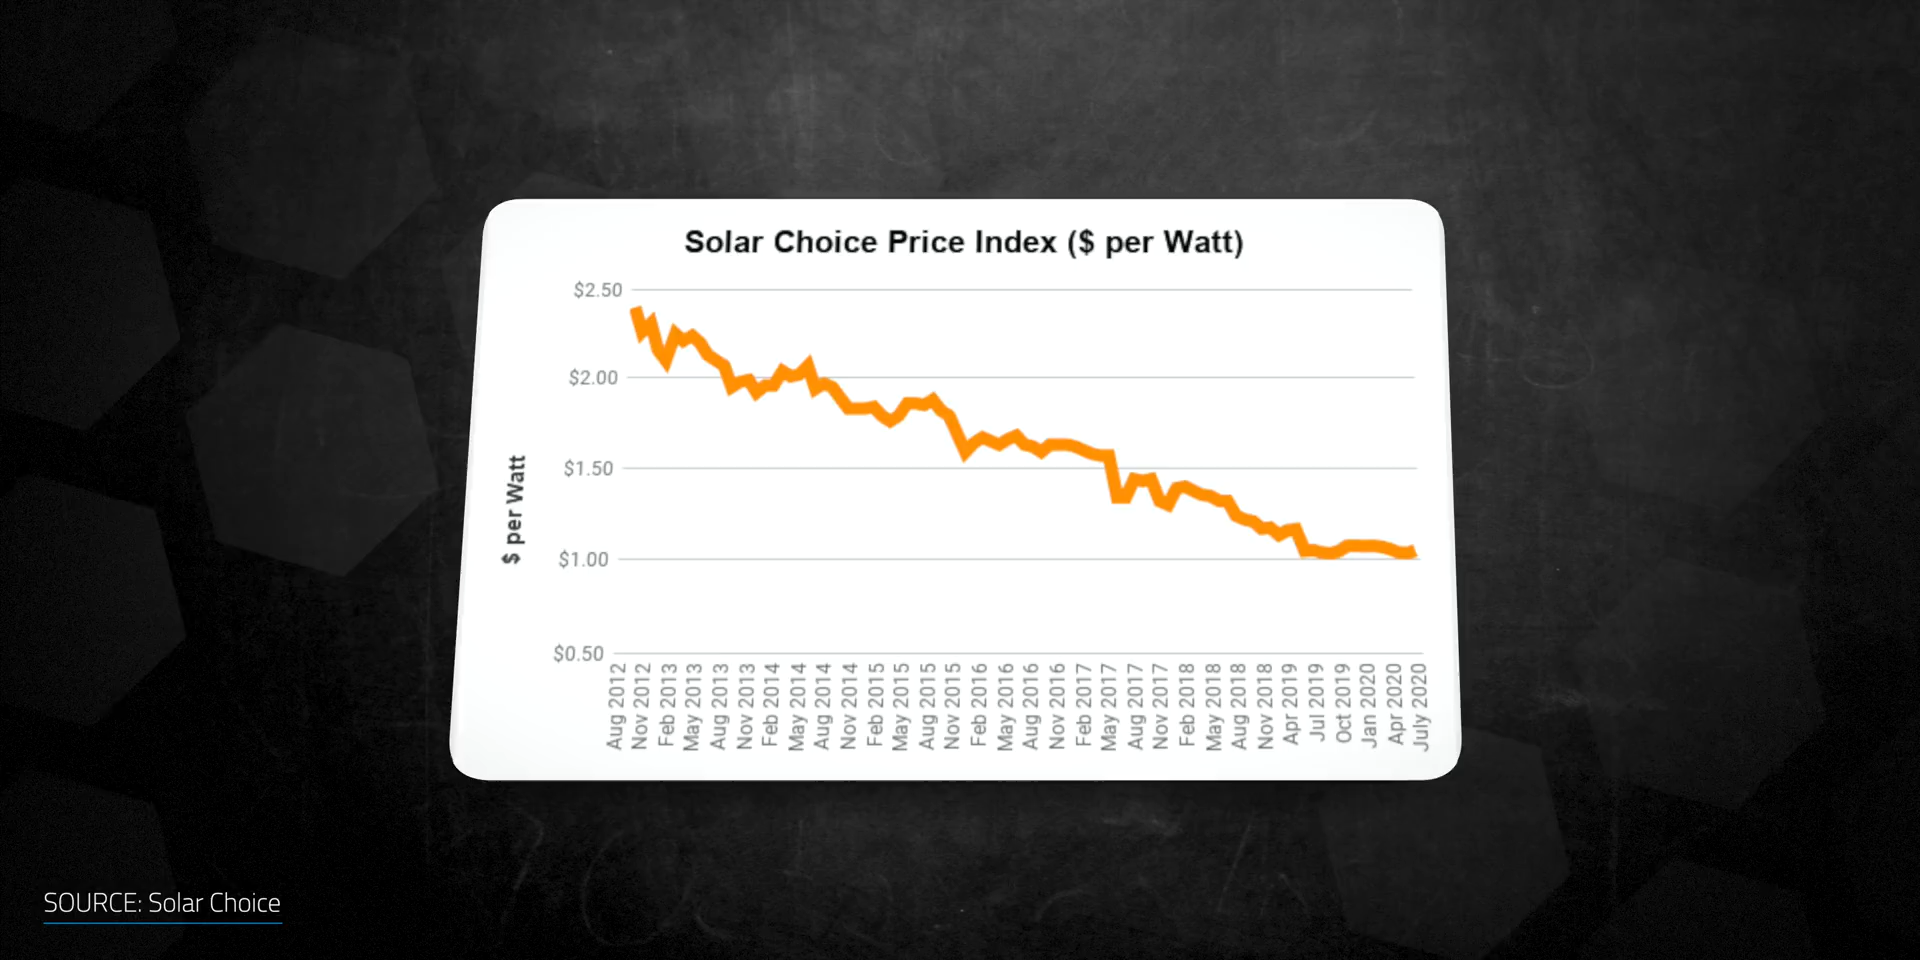 Solar Choice Price Index ($ per Watt)
$ per Watt
$2.50
$2.00
$1.50
$1.00
$0.50
Aug 2012
Nov 2012
Feb 2013
May 2013
Aug 2013
Nov 2013
Feb 2014
May 2014
Aug 2014
Nov 2014
Feb 2015
May 2015
Aug 2015
Nov 2015
Feb 2016
May 2016
Aug 2016
Nov 2016
Feb 2017
May 2017
Aug 2017
Nov 2017
Feb 2018
May 2018
Aug 2018
Nov 2018
Apr 2019
Jul 2019
Oct 2019
Jan 2020
Apr 2020
July 2020
SOURCE: Solar Choice